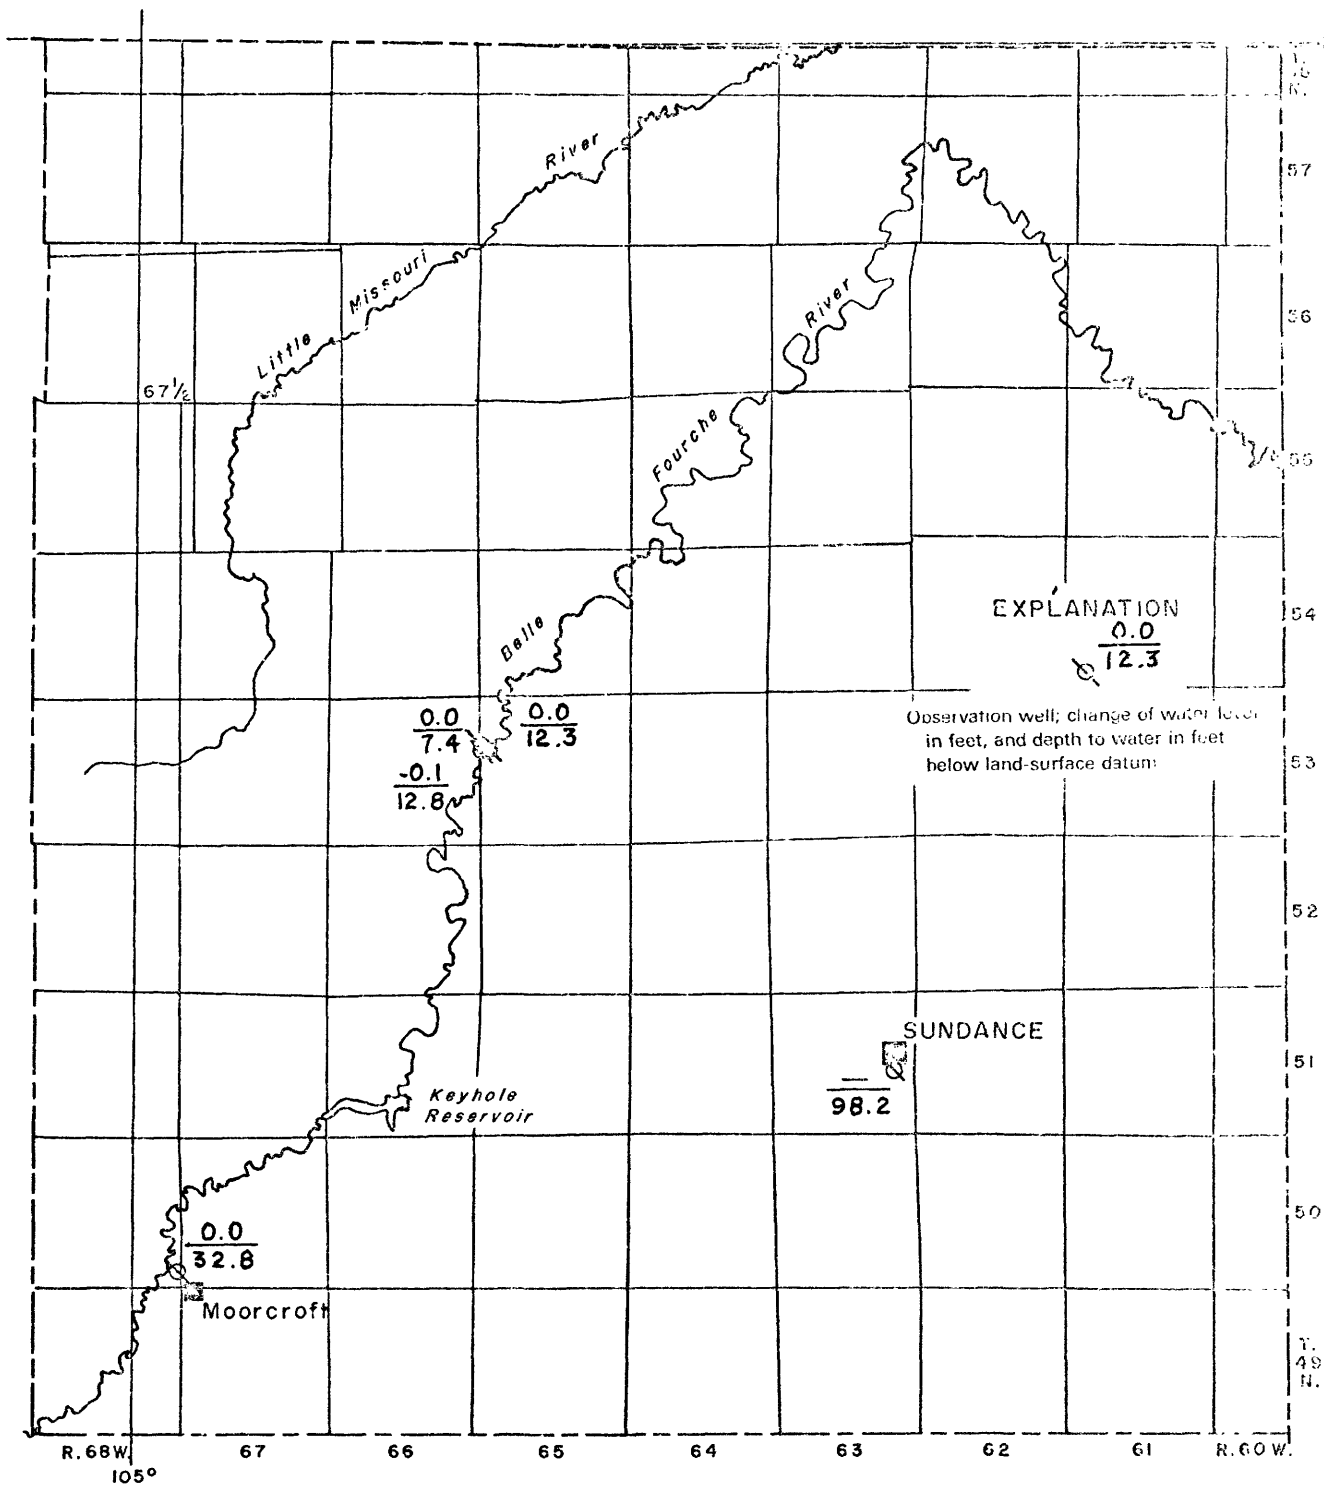 57
River
Missouri
Little
67½
River
56
Fourche
55
EXPLANATION
0.0
12.3
54
Belle
Observation well; change of water level
in feet, and depth to water in feet
below land-surface datum
0.0
7.4
0.0
12.3
-0.1
12.8
53
52
SUNDANCE
—
98.2
51
Keyhole
Reservoir
50
0.0
32.8
Moorcroft
T.
49
N.
R.68W. 67 66 65 64 63 62 61 R.60W.
105°